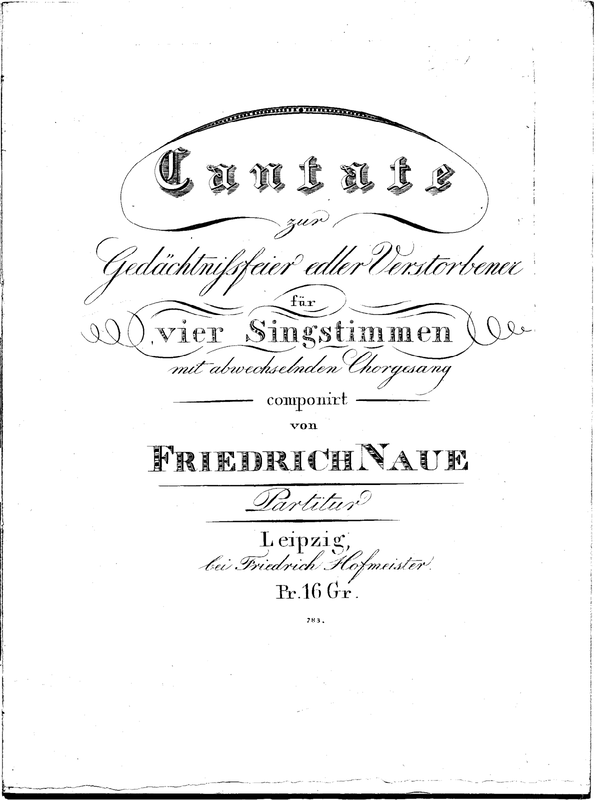 Cantate
zur
Gedächtniſsfeier edler Verstorbener
für
vier Singstimmen
mit abwechselnden Chorgesang
componirt
von
FRIEDRICH NAUE
Partitur
Leipzig,
bei Friedrich Hofmeister.
Pr. 16 Gr.
783.